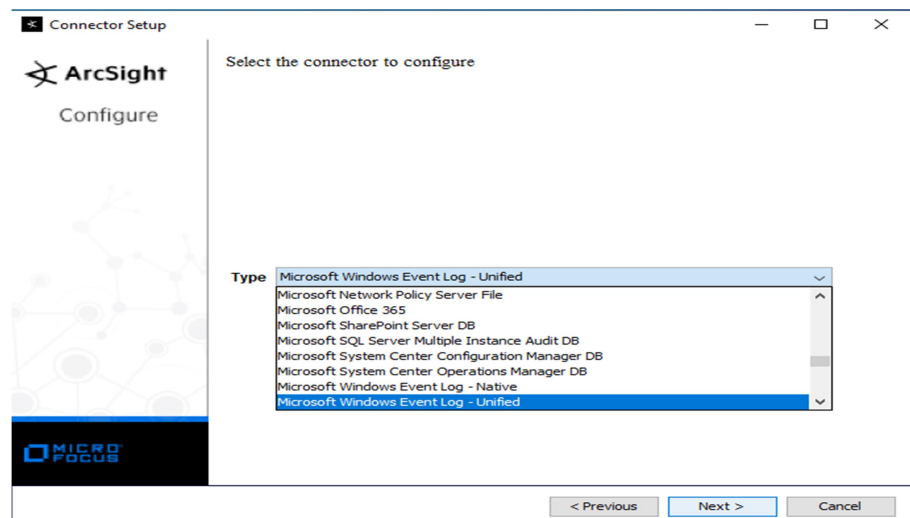 Connector Setup
ArcSight
Configure
Select the connector to configure
Type Microsoft Windows Event Log - Unified
Microsoft Network Policy Server File
Microsoft Office 365
Microsoft SharePoint Server DB
Microsoft SQL Server Multiple Instance Audit DB
Microsoft System Center Configuration Manager DB
Microsoft System Center Operations Manager DB
Microsoft Windows Event Log - Native
Microsoft Windows Event Log - Unified
MICRO
FOCUS
< Previous Next > Cancel